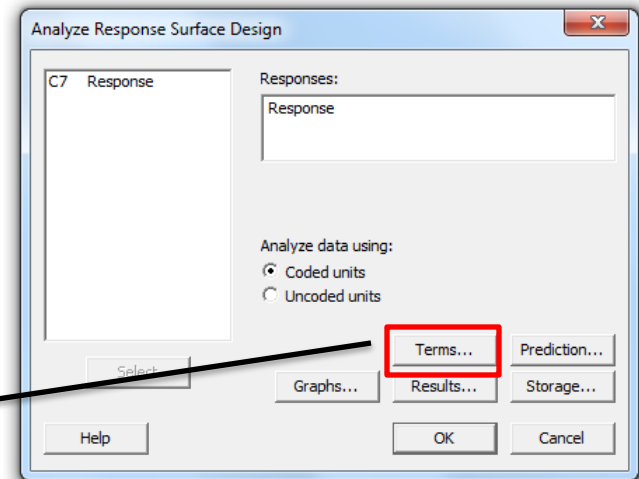 Analyze Response Surface Design
C7 Response
Responses:
Response
Analyze data using:
Coded units
Uncoded units
Terms...
Prediction...
Select
Graphs...
Results...
Storage...
Help
OK
Cancel